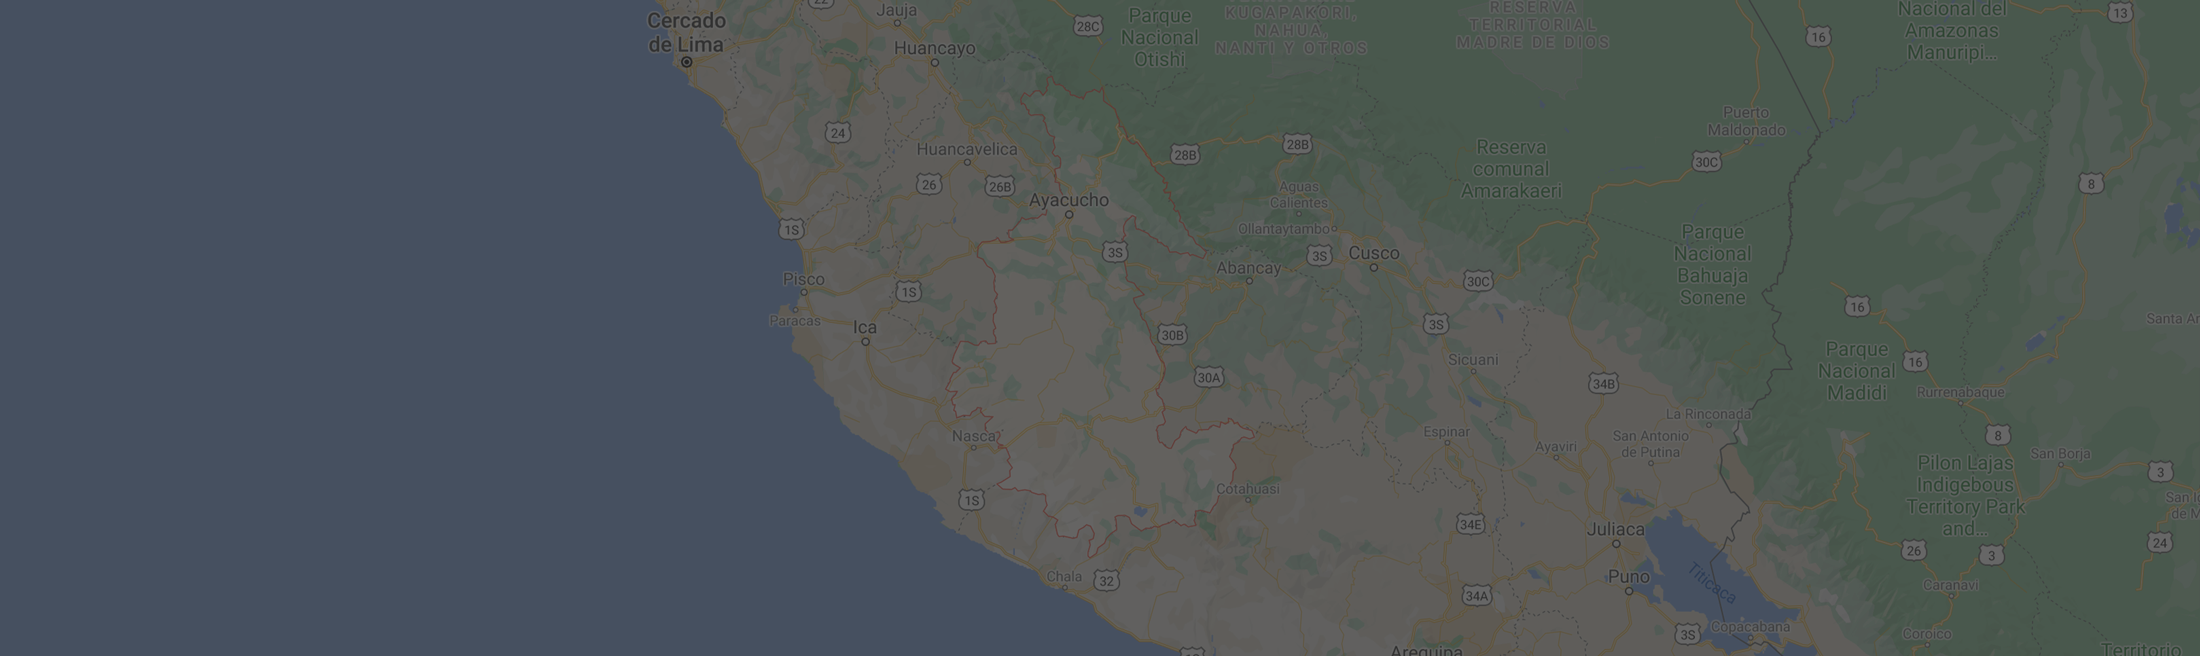 22
Jauja
13
Cercado
de Lima
28C
Parque
Nacional
Otishi
KUGAPAKORI,
NAHUA,
NANTI Y OTROS
RESERVA
TERRITORIAL
MADRE DE DIOS
16
Nacional del
Amazonas
Manuripi...
Huancayo
24
Puerto
Maldonado
Huancavelica
28B
28B
Reserva
comunal
Amarakaeri
30C
26
26B
8
Ayacucho
Aguas
Calientes
1S
Ollantaytambo
3S
3S
Cusco
Parque
Nacional
Bahuaja
Sonene
Abancay
Pisco
1S
30C
16
Paracas
Ica
30B
3S
Santa Ar
Parque
Nacional
Madidi
16
Sicuani
30A
34B
Rurrenabaque
La Rinconada
Nasca
Espinar
Ayaviri
San Antonio
de Putina
8
San Borja
Pilon Lajas
Indigebous
Territory Park
and...
3
1S
Cotahuasi
San Ig
de M
34E
Juliaca
24
26
3
Chala
32
Puno
Titicaca
Caranavi
34A
3S
Copacabana
Coroico
Arequipa
Territorio